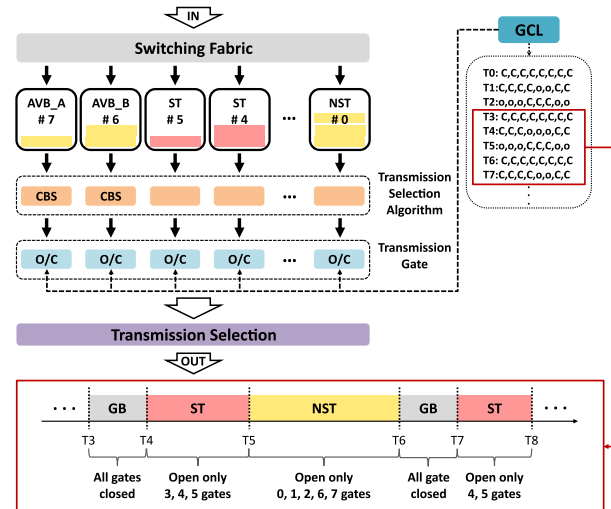 IN
GCL
Switching Fabric
T0: C,C,C,C,C,C,C,C
T1:C,C,C,C,o,o,C,C
T2:o,o,o,C,C,C,o,o
T3: C,C,C,C,C,C,C,C
T4: C,C,C,o,o,o,C,C
T5:o,o,o,C,C,C,o,o
T6: C,C,C,C,C,C,C,C
T7:C,C,C,C,o,o,C,C
AVB_A AVB_B ST ST NST
# 7 # 6 # 5 # 4 ... # 0
CBS CBS ...
Transmission
Selection
Algorithm
O/C O/C O/C O/C ... O/C
Transmission
Gate
Transmission Selection
OUT
... GB ST NST GB ST ...
T3 T4 T5 T6 T7 T8
All gates Open only Open only All gate Open only
closed 3, 4, 5 gates 0, 1, 2, 6, 7 gates closed 4, 5 gates